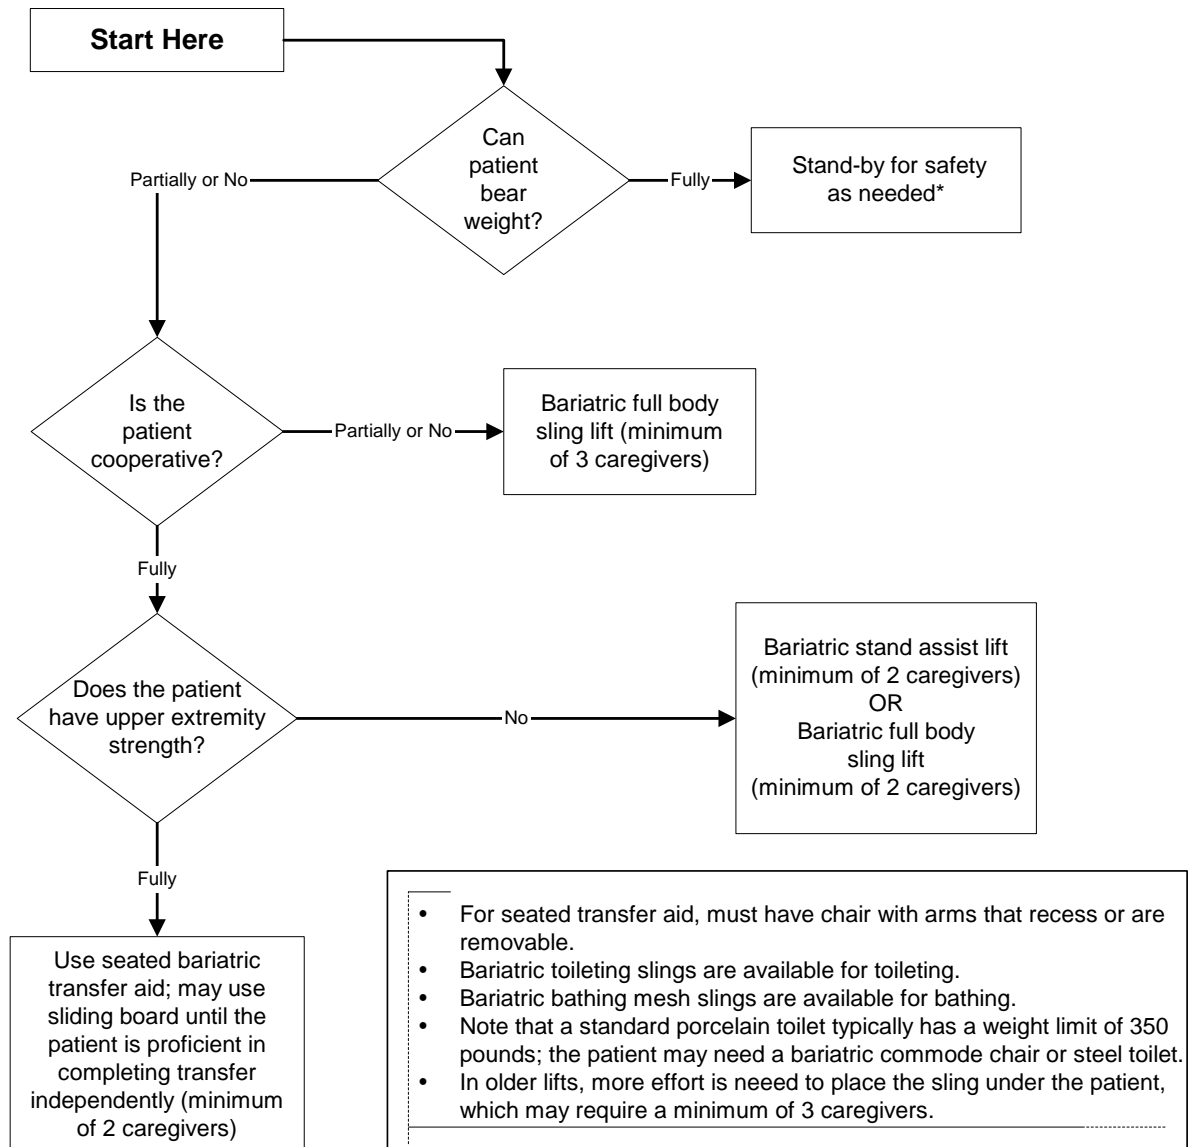 Start Here
Can
patient
bear
weight?
Partially or No
Fully
Stand-by for safety
as needed*
Is the
patient
cooperative?
Partially or No
Bariatric full body
sling lift (minimum
of 3 caregivers)
Fully
Does the patient
have upper extremity
strength?
No
Bariatric stand assist lift
(minimum of 2 caregivers)
OR
Bariatric full body
sling lift
(minimum of 2 caregivers)
Fully
Use seated bariatric
transfer aid; may use
sliding board until the
patient is proficient in
completing transfer
independently (minimum
of 2 caregivers)
• For seated transfer aid, must have chair with arms that recess or are
removable.
• Bariatric toileting slings are available for toileting.
• Bariatric bathing mesh slings are available for bathing.
• Note that a standard porcelain toilet typically has a weight limit of 350
pounds; the patient may need a bariatric commode chair or steel toilet.
• In older lifts, more effort is neeed to place the sling under the patient,
which may require a minimum of 3 caregivers.